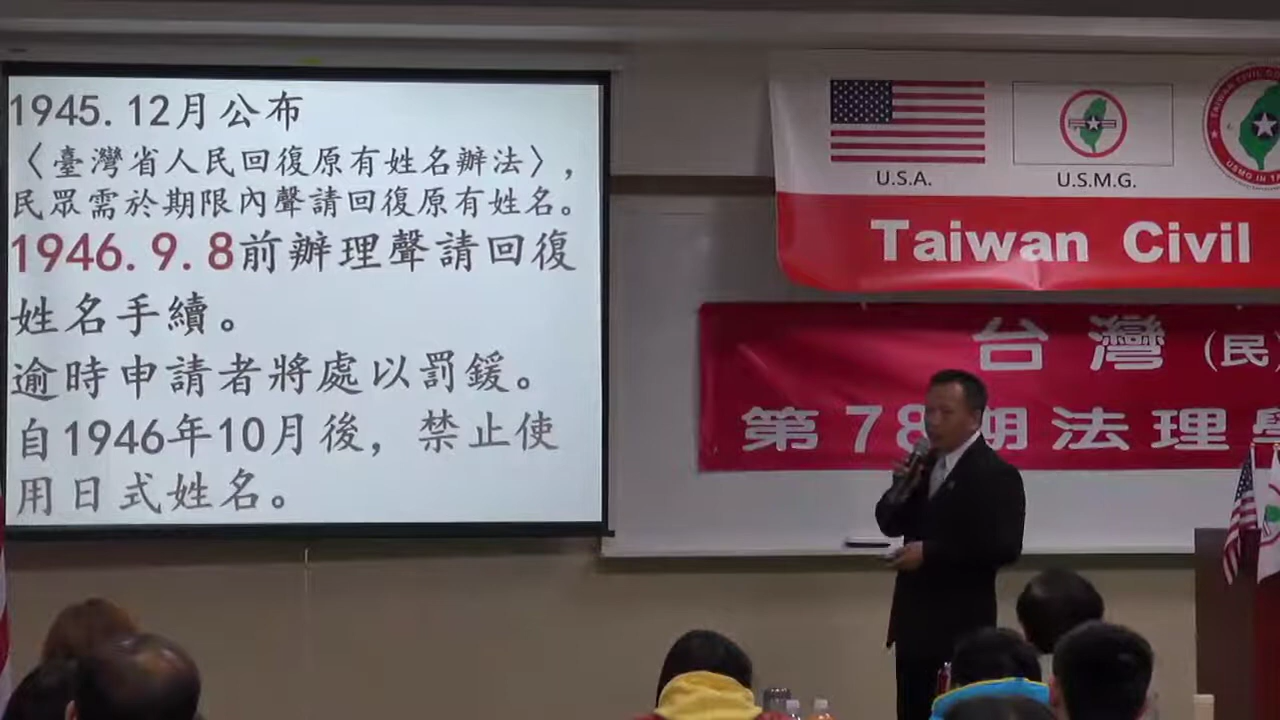 1945.12月公布
〈臺灣省人民回復原有姓名辦法〉,
民眾需於期限內聲請回復原有姓名。
1946.9.8前辦理聲請回復
姓名手續。
逾時申請者將處以罰鍰。
自1946年10月後,禁止使
用日式姓名。
U.S.A.
U.S.M.G.
Taiwan Civil
台灣(民)
第78期法理學